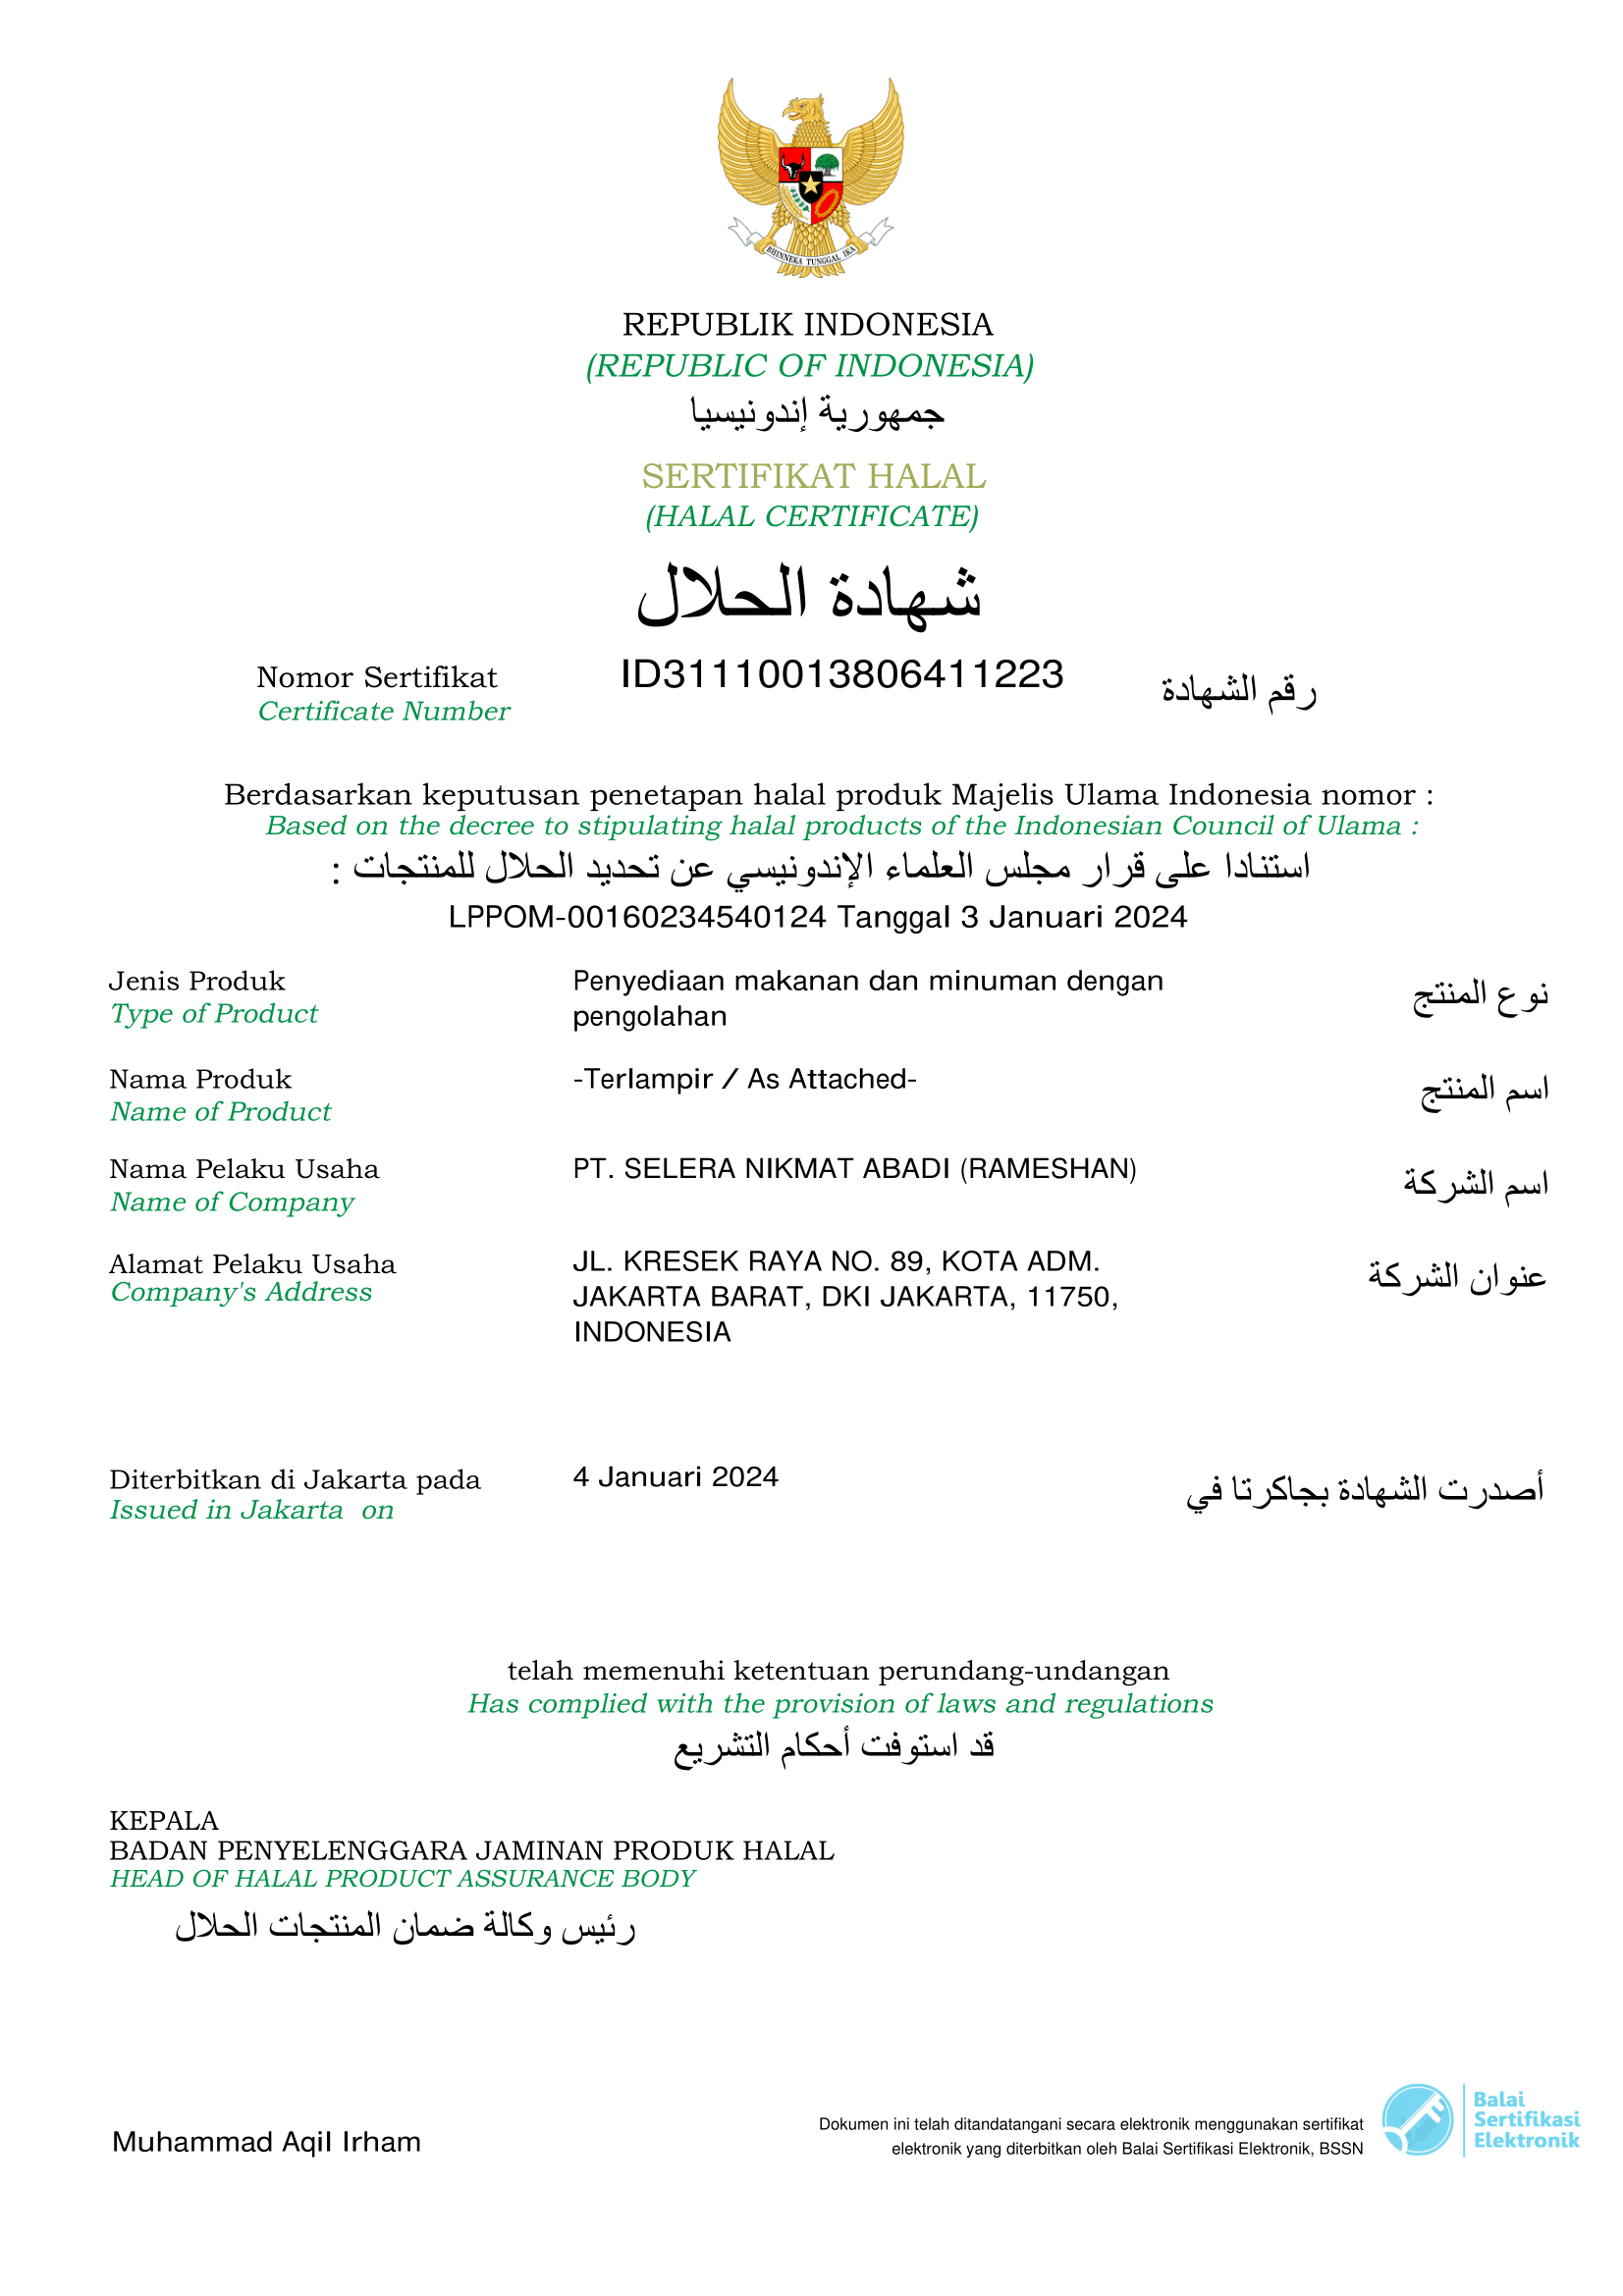 BHINNEKA TUNGGAL IKA
REPUBLIK INDONESIA
(REPUBLIC OF INDONESIA)
جمهورية إندونيسيا
SERTIFIKAT HALAL
(HALAL CERTIFICATE)
شهادة الحلال
Nomor Sertifikat ID31110013806411223 رقم الشهادة
Certificate Number
Berdasarkan keputusan penetapan halal produk Majelis Ulama Indonesia nomor :
Based on the decree to stipulating halal products of the Indonesian Council of Ulama :
استنادا على قرار مجلس العلماء الإندونيسي عن تحديد الحلال للمنتجات :
LPPOM-00160234540124 Tanggal 3 Januari 2024
Jenis Produk Penyediaan makanan dan minuman dengan نوع المنتج
Type of Product pengolahan
Nama Produk -Terlampir / As Attached- اسم المنتج
Name of Product
Nama Pelaku Usaha PT. SELERA NIKMAT ABADI (RAMESHAN) اسم الشركة
Name of Company
Alamat Pelaku Usaha JL. KRESEK RAYA NO. 89, KOTA ADM. عنوان الشركة
Company's Address JAKARTA BARAT, DKI JAKARTA, 11750,
INDONESIA
Diterbitkan di Jakarta pada 4 Januari 2024 أصدرت الشهادة بجاكرتا في
Issued in Jakarta on
telah memenuhi ketentuan perundang-undangan
Has complied with the provision of laws and regulations
قد استوفت أحكام التشريع
KEPALA
BADAN PENYELENGGARA JAMINAN PRODUK HALAL
HEAD OF HALAL PRODUCT ASSURANCE BODY
رئيس وكالة ضمان المنتجات الحلال
Muhammad Aqil Irham
Dokumen ini telah ditandatangani secara elektronik menggunakan sertifikat
elektronik yang diterbitkan oleh Balai Sertifikasi Elektronik, BSSN
Balai
Sertifikasi
Elektronik